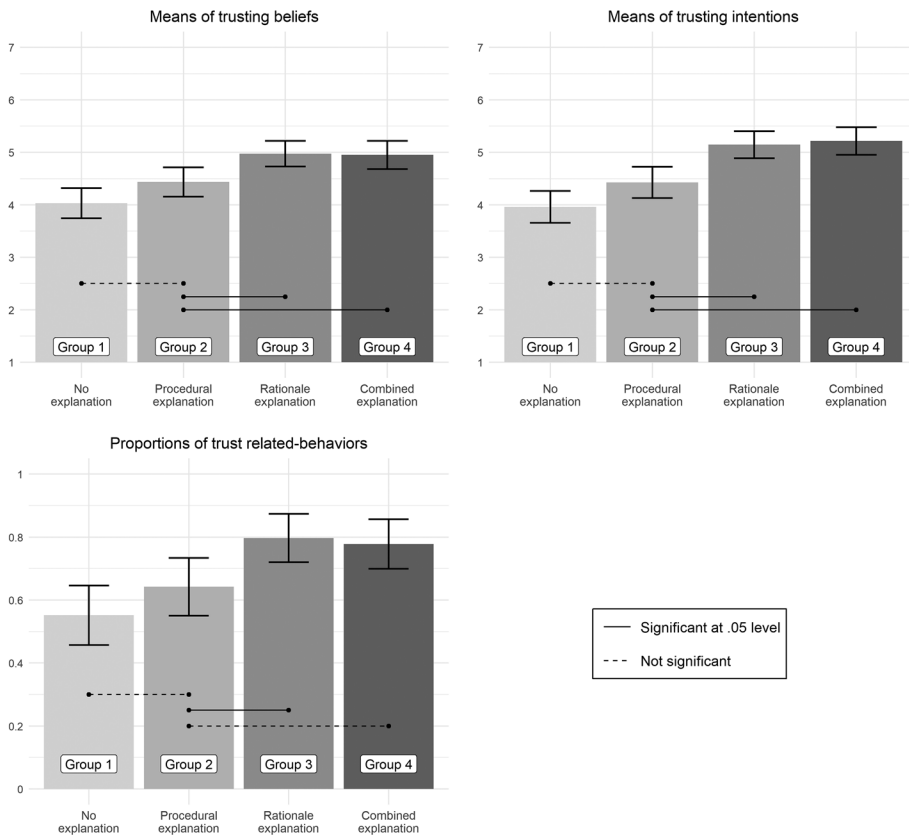 Means of trusting beliefs
7
6
5
4
3
2
1
Group 1
Group 2
Group 3
Group 4
No
explanation
Procedural
explanation
Rationale
explanation
Combined
explanation
Means of trusting intentions
7
6
5
4
3
2
1
Group 1
Group 2
Group 3
Group 4
No
explanation
Procedural
explanation
Rationale
explanation
Combined
explanation
Proportions of trust related-behaviors
1
0.8
0.6
0.4
0.2
0
Group 1
Group 2
Group 3
Group 4
No
explanation
Procedural
explanation
Rationale
explanation
Combined
explanation
Significant at .05 level
Not significant